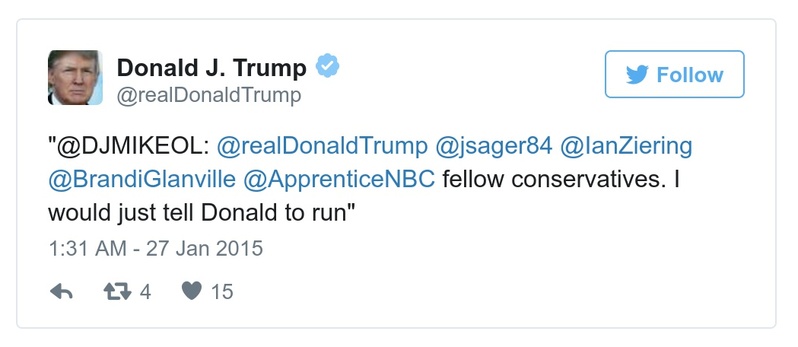 Donald J. Trump
@realDonaldTrump
Follow
"@DJMIKEOL: @realDonaldTrump @jsager84 @IanZiering
@BrandiGlanville @ApprenticeNBC fellow conservatives. I
would just tell Donald to run"
1:31 AM - 27 Jan 2015
4
15